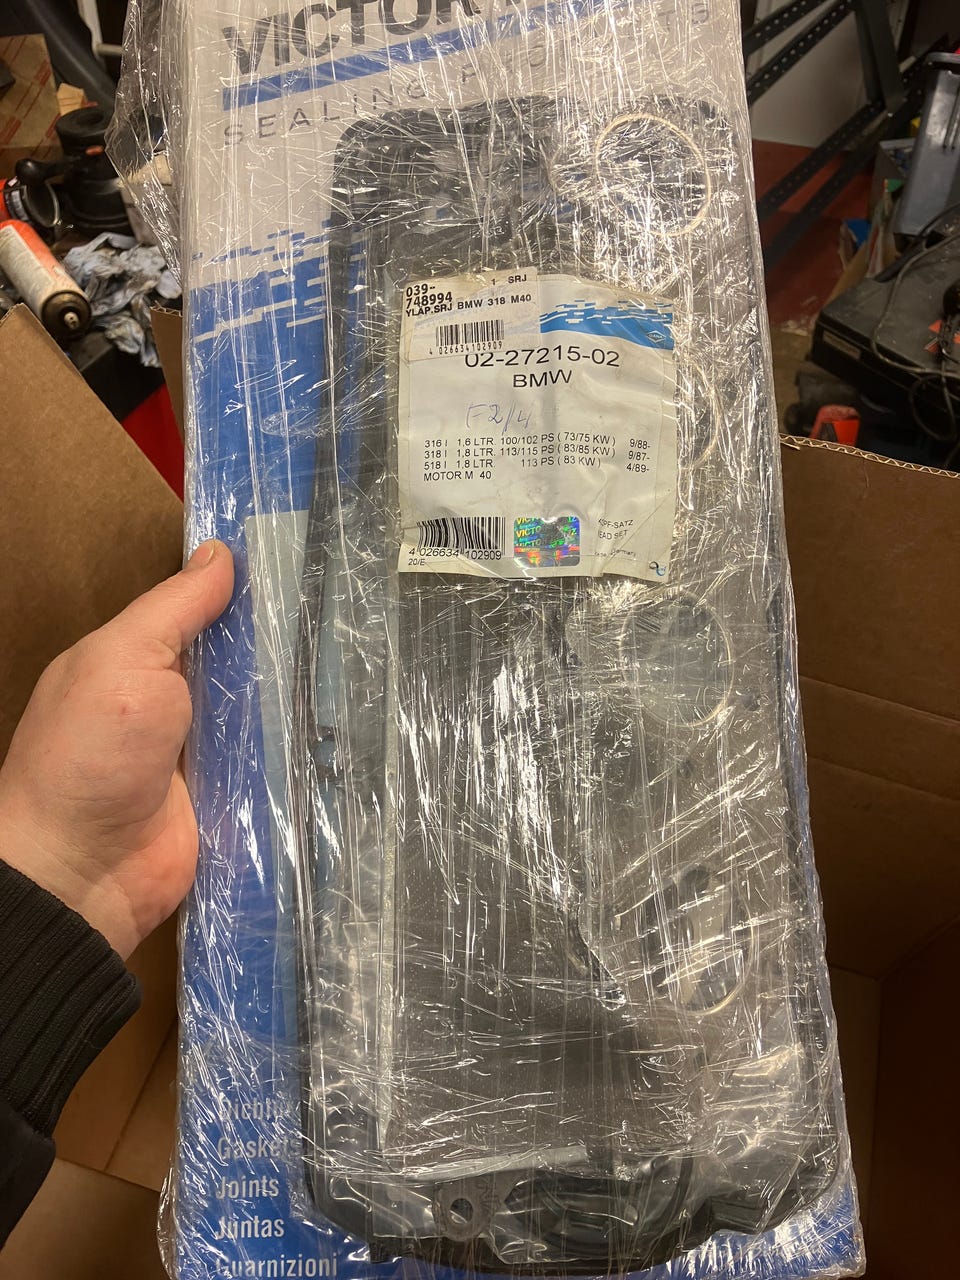 VICTOR
SEALING
039-
748994
1 SRJ
YLAP.SRJ BMW 318 M40
4 026634 102909
02-27215-02
BMW
F2/4
316 I 1,6 LTR. 100/102 PS ( 73/75 KW ) 9/88-
318 I 1,8 LTR. 113/115 PS ( 83/85 KW ) 9/87-
518 I 1,8 LTR. 113 PS ( 83 KW ) 4/89-
MOTOR M 40
VICTOR
4 026634 102909
20/E
Germany
Gaskets
Joints
Juntas
Guarnizioni